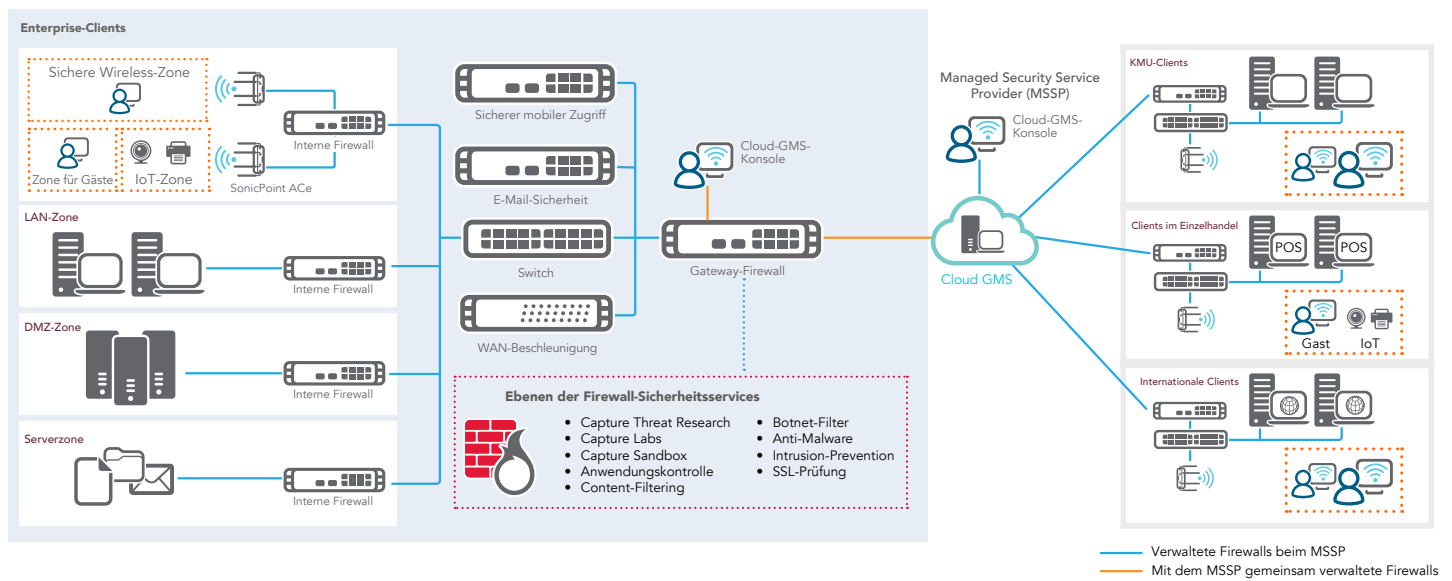 Enterprise-Clients
Sichere Wireless-Zone
Zone für Gäste
IoT-Zone
SonicPoint ACe
Interne Firewall
LAN-Zone
Interne Firewall
DMZ-Zone
Interne Firewall
Serverzone
Interne Firewall
Sicherer mobiler Zugriff
E-Mail-Sicherheit
Switch
WAN-Beschleunigung
Cloud-GMS-
Konsole
Gateway-Firewall
Ebenen der Firewall-Sicherheitsservices
• Capture Threat Research
• Capture Labs
• Capture Sandbox
• Anwendungskontrolle
• Content-Filtering
• Botnet-Filter
• Anti-Malware
• Intrusion-Prevention
• SSL-Prüfung
Managed Security Service
Provider (MSSP)
Cloud-GMS-
Konsole
Cloud GMS
KMU-Clients
Clients im Einzelhandel
POS
POS
Gast
IoT
Internationale Clients
Verwaltete Firewalls beim MSSP
Mit dem MSSP gemeinsam verwaltete Firewalls